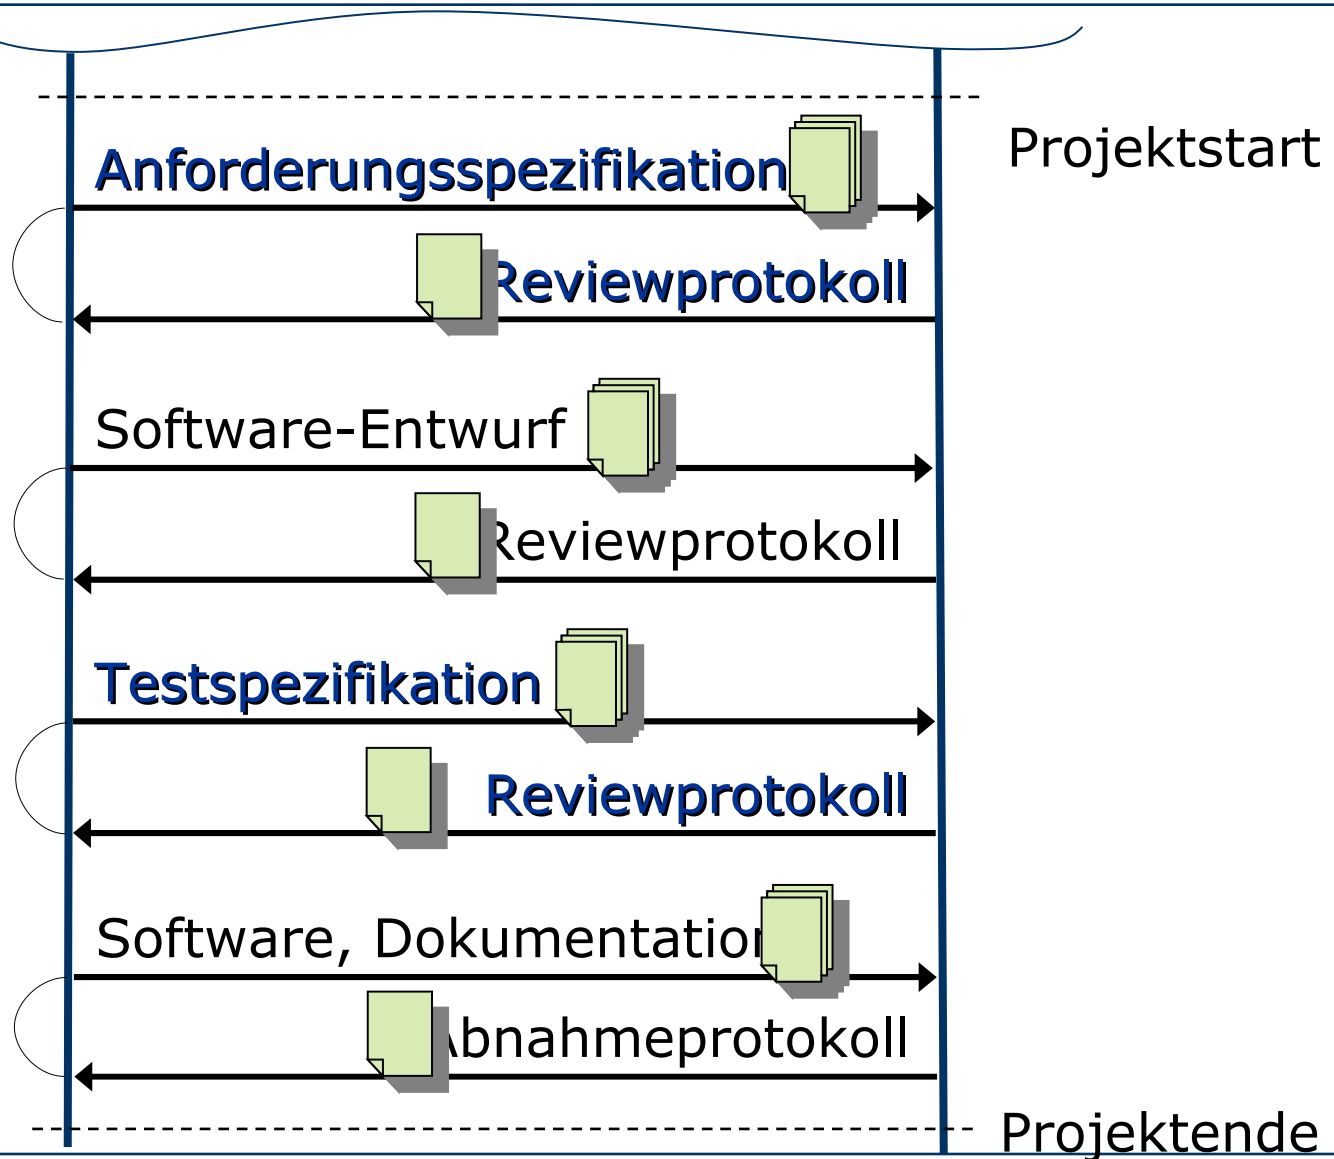 Projektstart
Anforderungsspezifikation
Reviewprotokoll
Software-Entwurf
Reviewprotokoll
Testspezifikation
Reviewprotokoll
Software, Dokumentation
Abnahmeprotokoll
Projektende